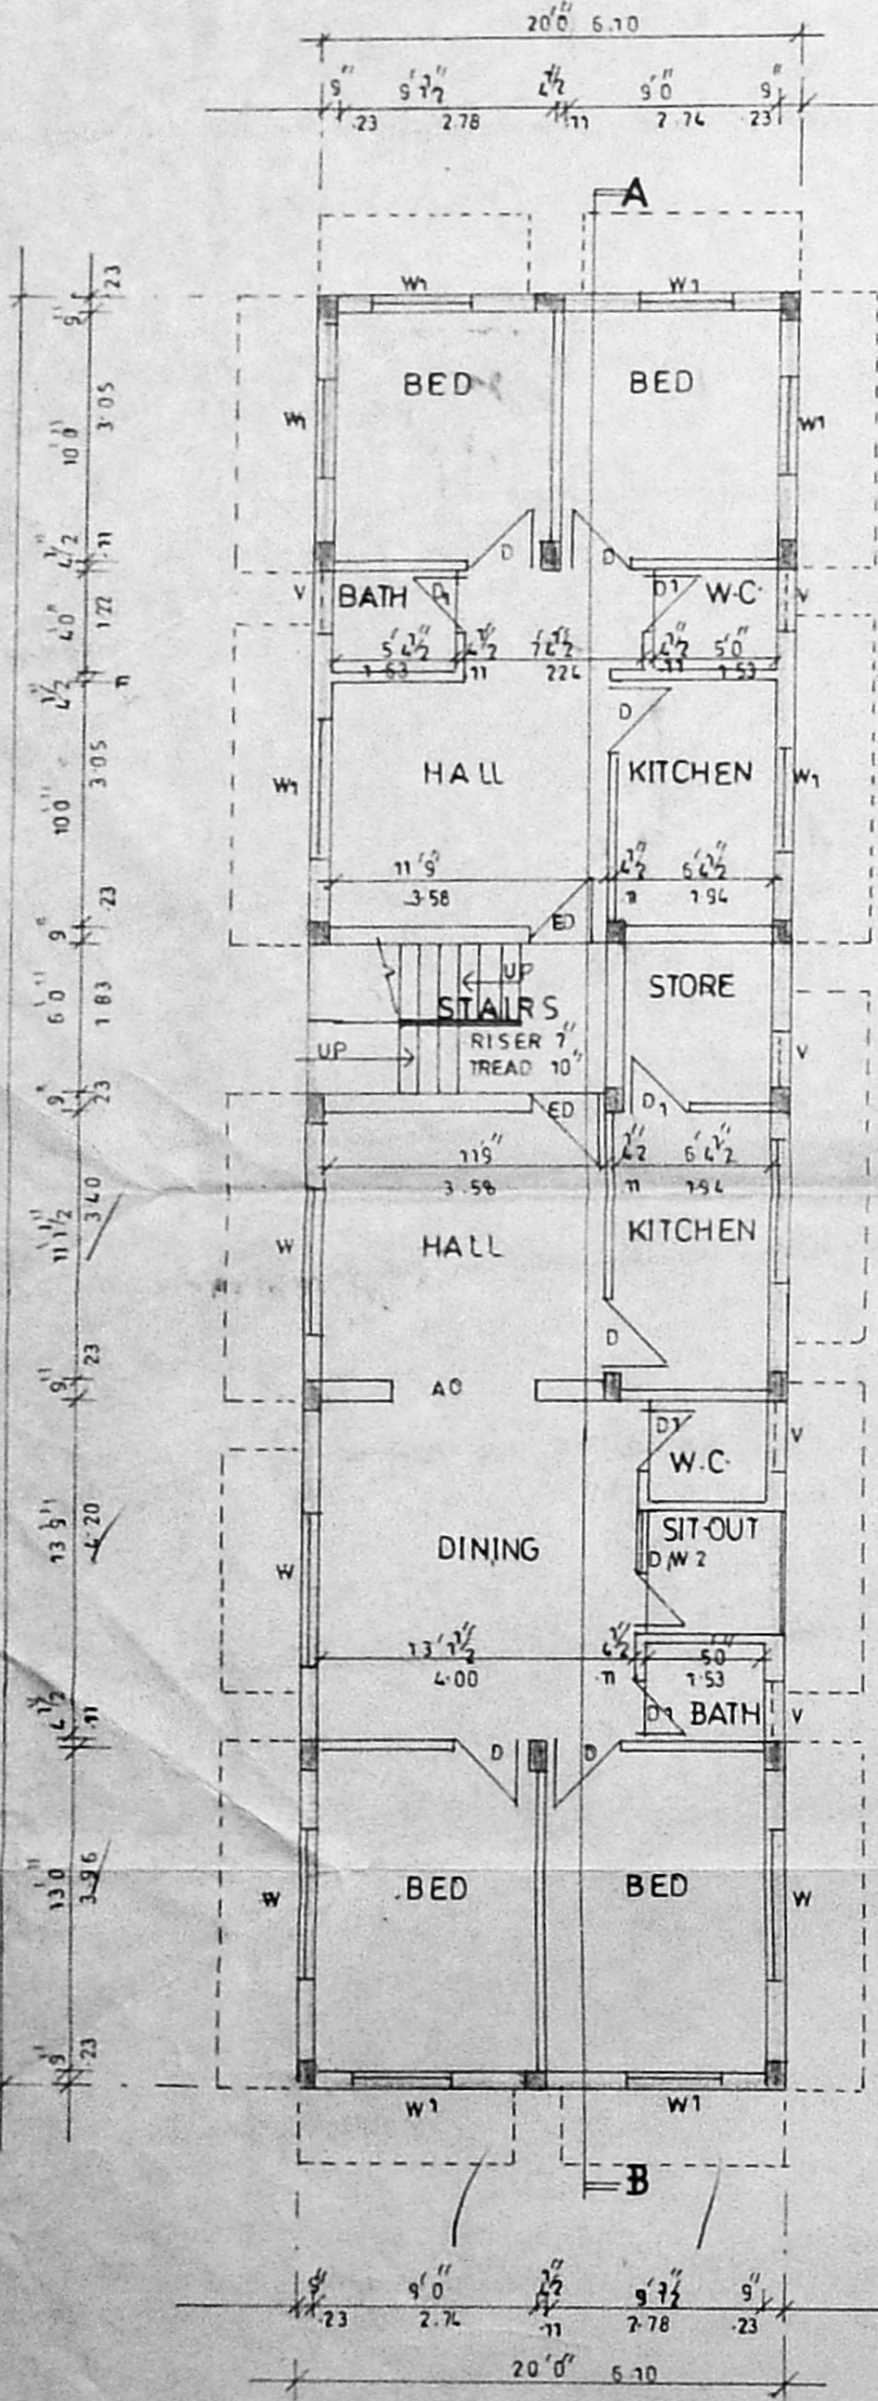 20'0" 6.10
9" 9'1½" 4½" 9'0" 9"
.23 2.78 .11 2.74 .23
A
W1 W1
.23
9"
BED BED
3.05
10'0"
W1 W1
4½" .11
D D
V BATH D1 D1 W.C. V
4'0" 1.22
5'4½" 4½" 7'4½" 4½" 5'0"
1.63 .11 2.24 .11 1.53
4½" .11
D
HALL KITCHEN
W1 W1
10'0" 3.05
11'9" 4½" 6'4½"
3.58 .11 1.94
9" .23
ED
UP
STAIRS
STORE
6'0" 1.83
RISER 7"
TREAD 10"
UP
V
9" .23
ED D1
11'9" 4½" 6'4½"
3.58 .11 1.94
11'1½" 3.40
W HALL KITCHEN
D
9" .23
A0
D1 V
W.C.
13'9" 4.20
DINING SIT-OUT
D/W2
W
13'1½" 4½" 5'0"
4.00 .11 1.53
4½" .11
D1 BATH V
D D
13'0" 3.96
W BED BED W
9" .23
W1 W1
B
9" 9'0" 4½" 9'1½" 9"
.23 2.74 .11 2.78 .23
20'0" 6.10